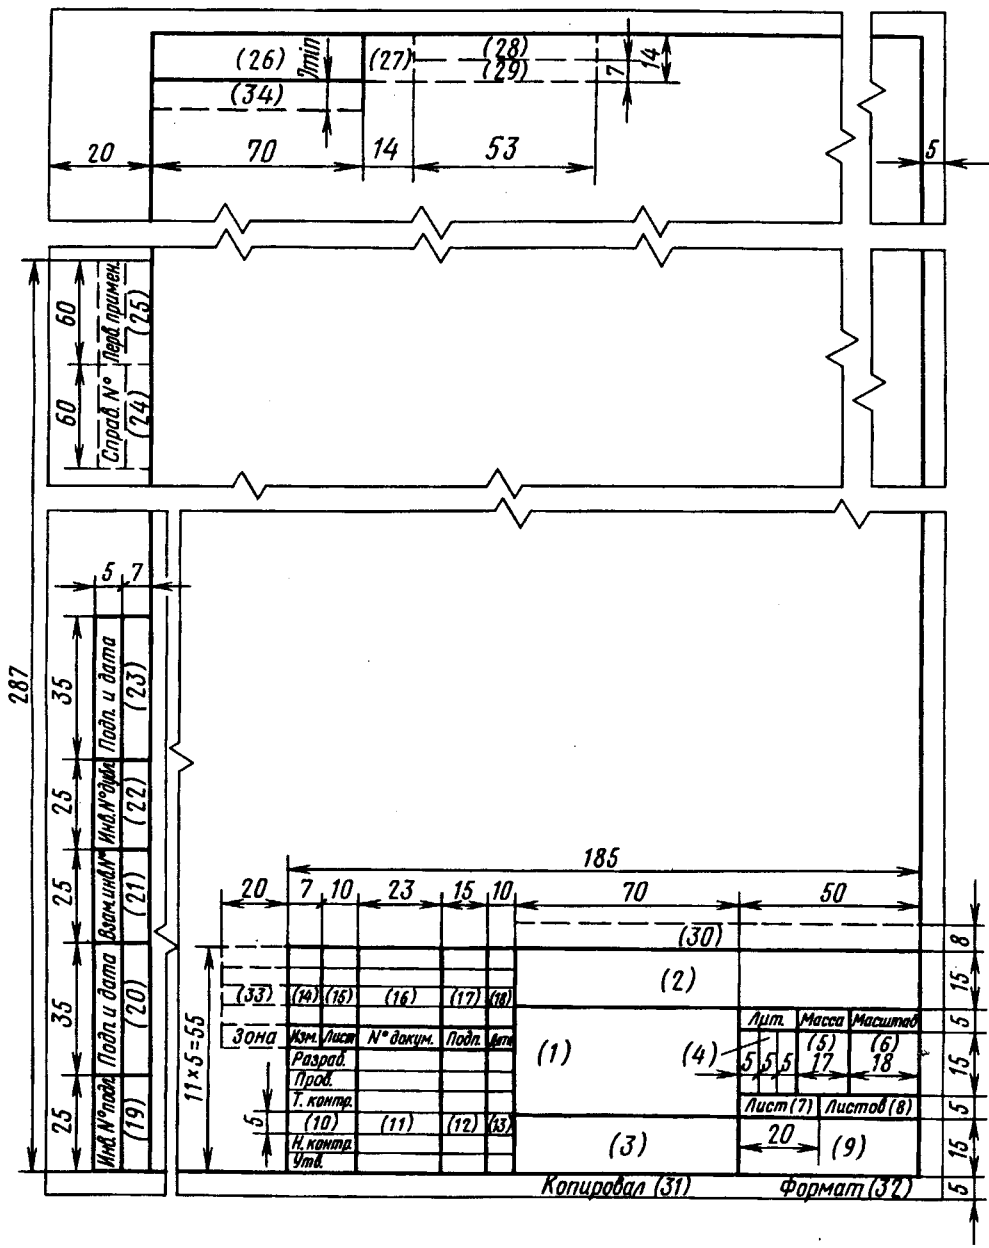 (26) 7min (27) (28) 14
(29) 7
(34)
20 70 14 53 5
287
60 Перв. примен. (25)
60 Справ. N° (24)
5 7
35 Подп. и дата (23)
25 Инв. N° дубл. (22)
25 Взам. инв. N° (21)
35 Подп. и дата (20)
25 Инв. N° подл. (19)
185
20 7 10 23 15 10 70 50
(30) 8
(2) 15
(33) (14) (15) (16) (17) (18)
Лит. Масса Масштаб 5
Зона Изм. Лист N° докум. Подп. Дата
(1) (4) (5) (6)
5 5 5 17 18 15
11×5=55
Разраб.
Пров.
Т. контр.
Лист (7) Листов (8) 5
5 (10) (11) (12) (13)
Н. контр.
(3) 20 (9) 15
Утв.
Копировал (31) Формат (32) 5